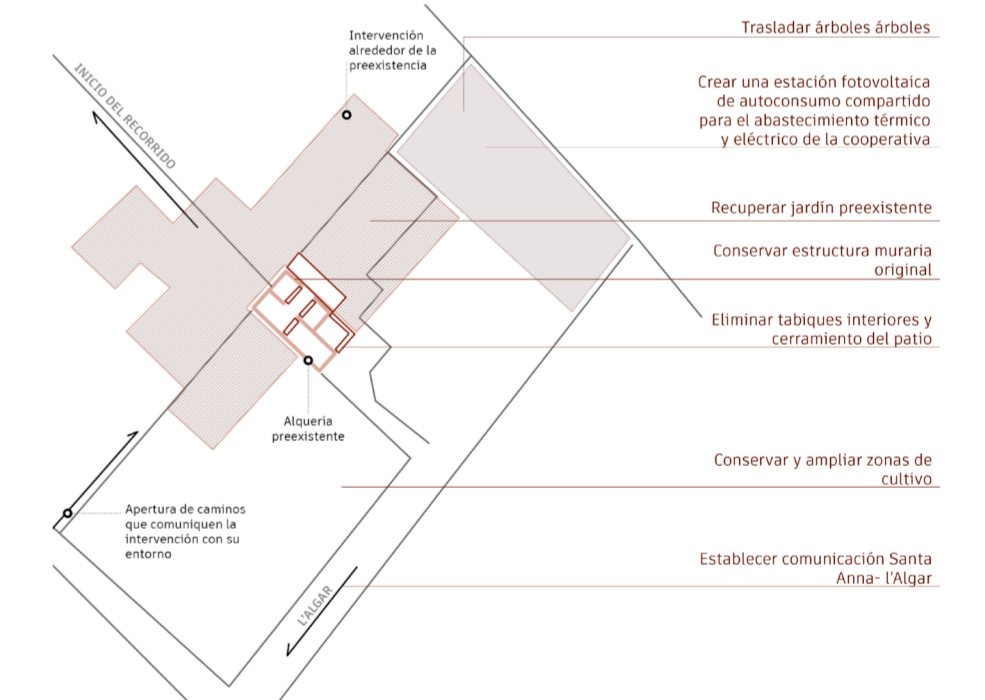 Trasladar árboles árboles
Intervención
alrededor de la
preexistencia
INICIO DEL RECORRIDO
Crear una estación fotovoltaica
de autoconsumo compartido
para el abastecimiento térmico
y eléctrico de la cooperativa
Recuperar jardín preexistente
Conservar estructura muraria
original
Eliminar tabiques interiores y
cerramiento del patio
Alquería
preexistente
Conservar y ampliar zonas de
cultivo
Apertura de caminos
que comuniquen la
intervención con su
entorno
Establecer comunicación Santa
Anna- l'Algar
L'ALGAR